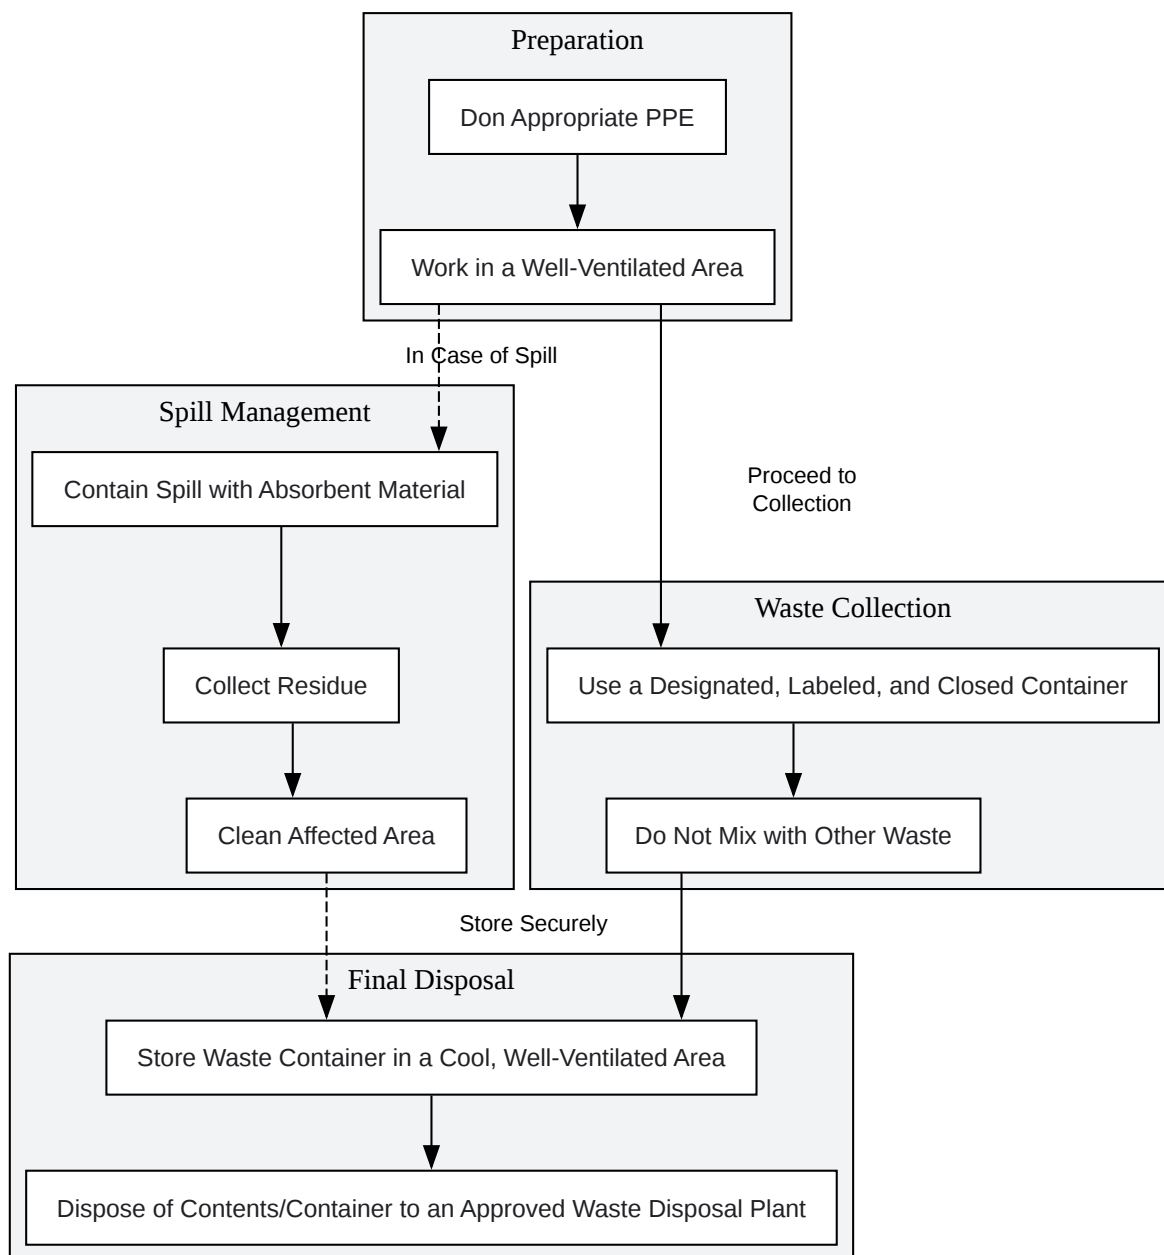 Preparation
Don Appropriate PPE
Work in a Well-Ventilated Area
In Case of Spill
Spill Management
Contain Spill with Absorbent Material
Collect Residue
Clean Affected Area
Proceed to
Collection
Waste Collection
Use a Designated, Labeled, and Closed Container
Do Not Mix with Other Waste
Store Securely
Final Disposal
Store Waste Container in a Cool, Well-Ventilated Area
Dispose of Contents/Container to an Approved Waste Disposal Plant